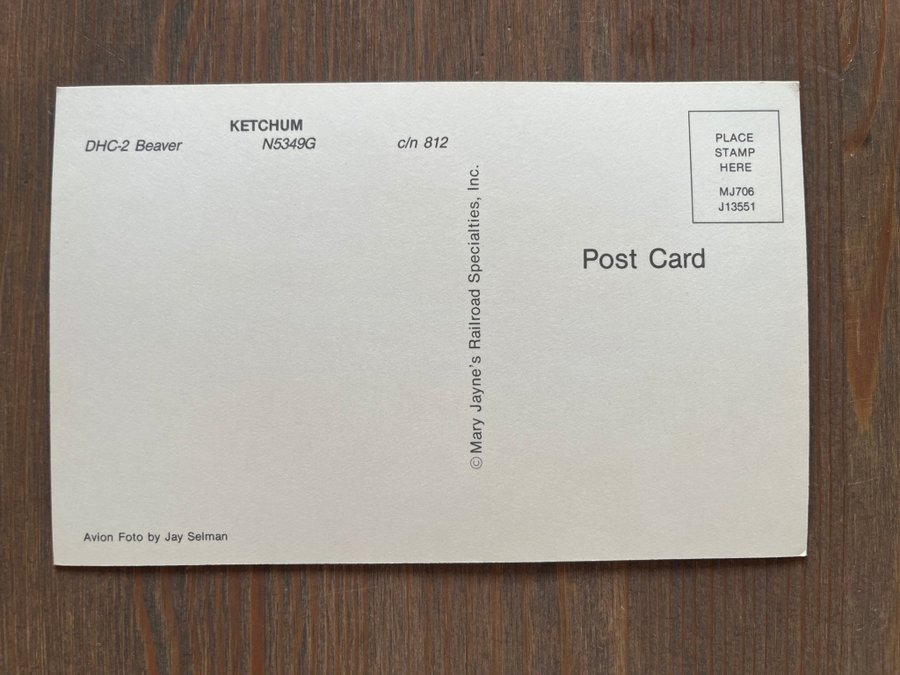 KETCHUM
DHC-2 Beaver N5349G c/n 812
Avion Foto by Jay Selman
©Mary Jayne's Railroad Specialties, Inc.
PLACE
STAMP
HERE
MJ706
J13551
Post Card